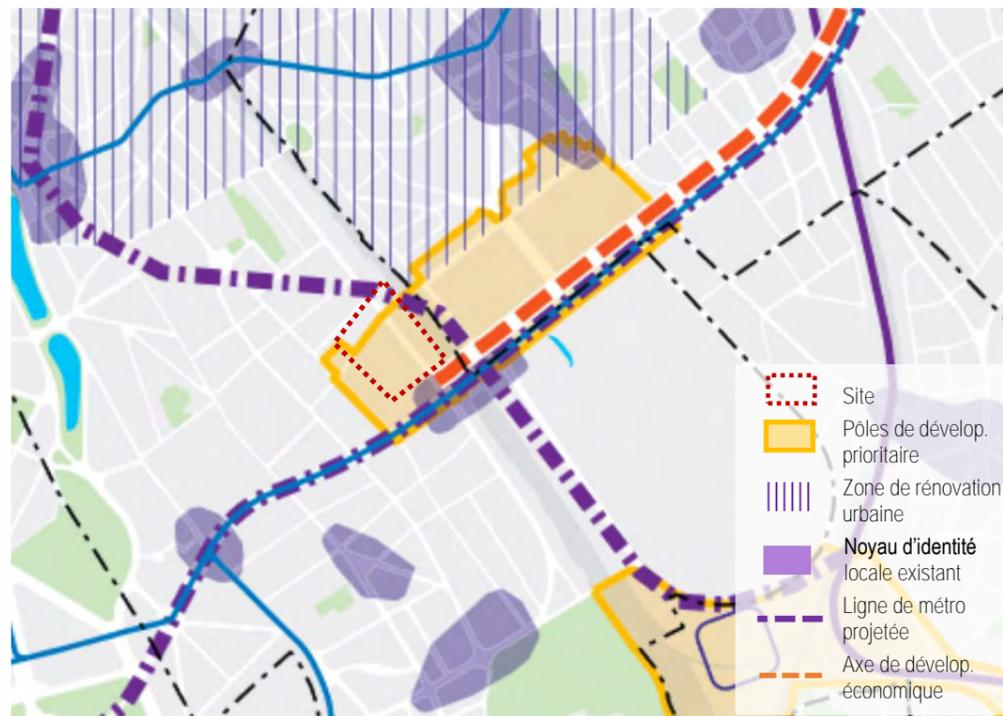 Site
Pôles de dévelop.
prioritaire
Zone de rénovation
urbaine
Noyau d'identité
locale existant
Ligne de métro
projetée
Axe de dévelop.
économique